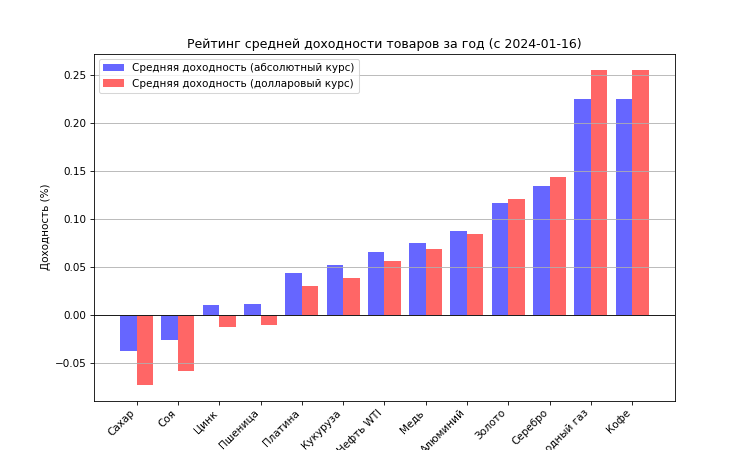 Рейтинг средней доходности товаров за год (с 2024-01-16)
Средняя доходность (абсолютный курс)
Средняя доходность (долларовый курс)
Доходность (%)
0.25
0.20
0.15
0.10
0.05
0.00
−0.05
Сахар
Соя
Цинк
Пшеница
Платина
Кукуруза
Нефть WTI
Медь
Алюминий
Золото
Серебро
одный газ
Кофе